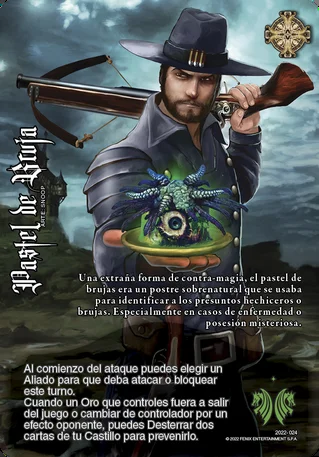 Pastel de Bruja
ARTE: SNOOP
Una extraña forma de contra-magia, el pastel de
brujas era un postre sobrenatural que se usaba
para identificar a los presuntos hechiceros o
brujas. Especialmente en casos de enfermedad o
posesión misteriosa.
Al comienzo del ataque puedes elegir un
Aliado para que deba atacar o bloquear
este turno.
Cuando un Oro que controles fuera a salir
del juego o cambiar de controlador por un
efecto oponente, puedes Desterrar dos
cartas de tu Castillo para prevenirlo.
2022- 024
© 2022 FENIX ENTERTAINMENT S.P.A.